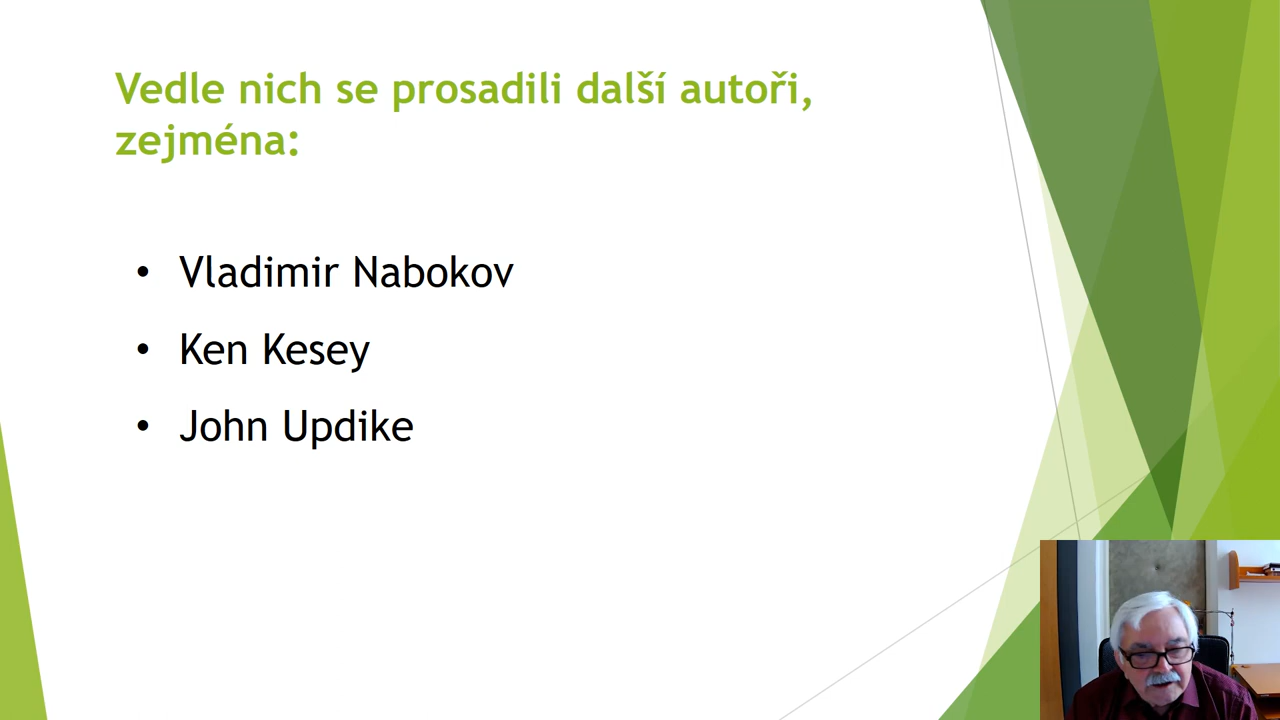 Vedle nich se prosadili další autoři,
zejména:
• Vladimir Nabokov
• Ken Kesey
• John Updike